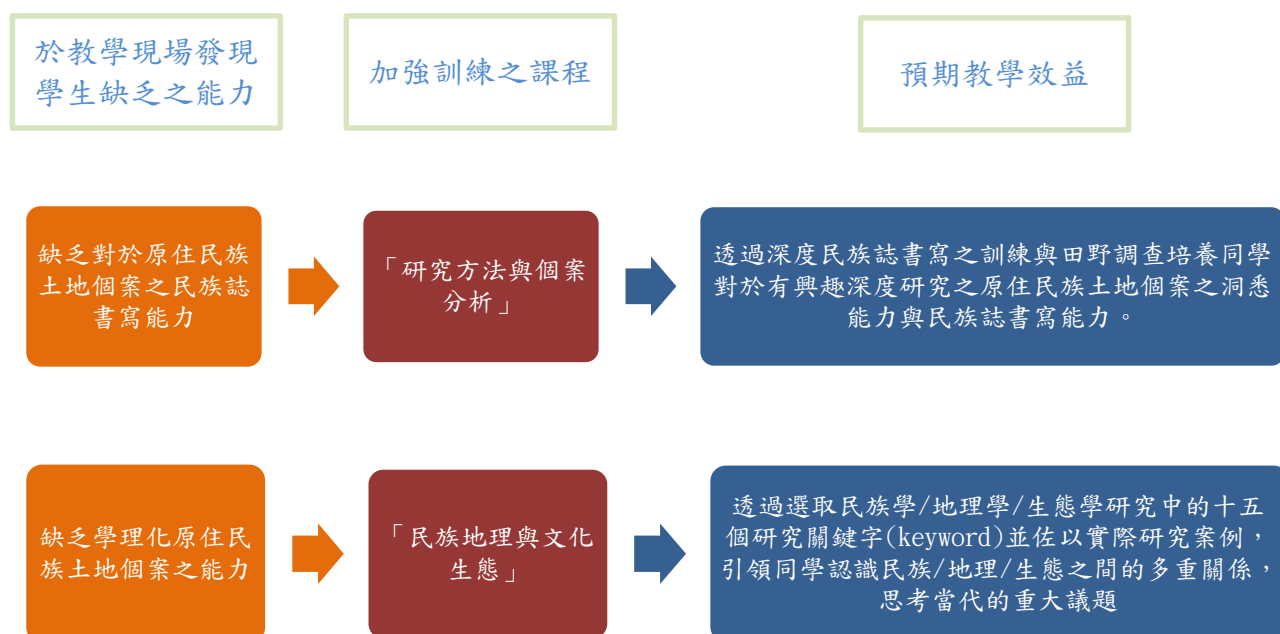 於教學現場發現
學生缺乏之能力
加強訓練之課程
預期教學效益
缺乏對於原住民族
土地個案之民族誌
書寫能力
「研究方法與個案
分析」
透過深度民族誌書寫之訓練與田野調查培養同學
對於有興趣深度研究之原住民族土地個案之洞悉
能力與民族誌書寫能力。
缺乏學理化原住民
族土地個案之能力
「民族地理與文化
生態」
透過選取民族學/地理學/生態學研究中的十五
個研究關鍵字(keyword)並佐以實際研究案例，
引領同學認識民族/地理/生態之間的多重關係，
思考當代的重大議題